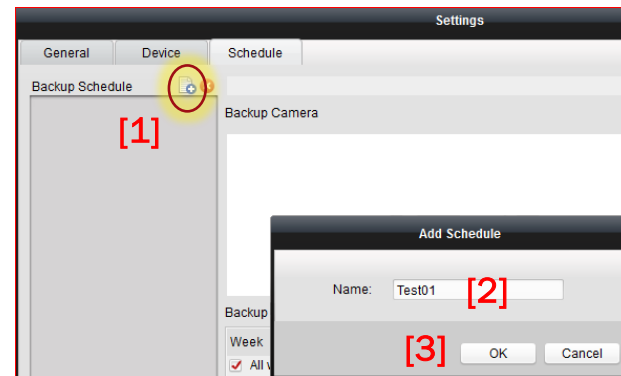 Settings
General Device Schedule
Backup Schedule
[1]
Backup Camera
Add Schedule
Name: Test01 [2]
Backup
Week
[3] OK Cancel
All